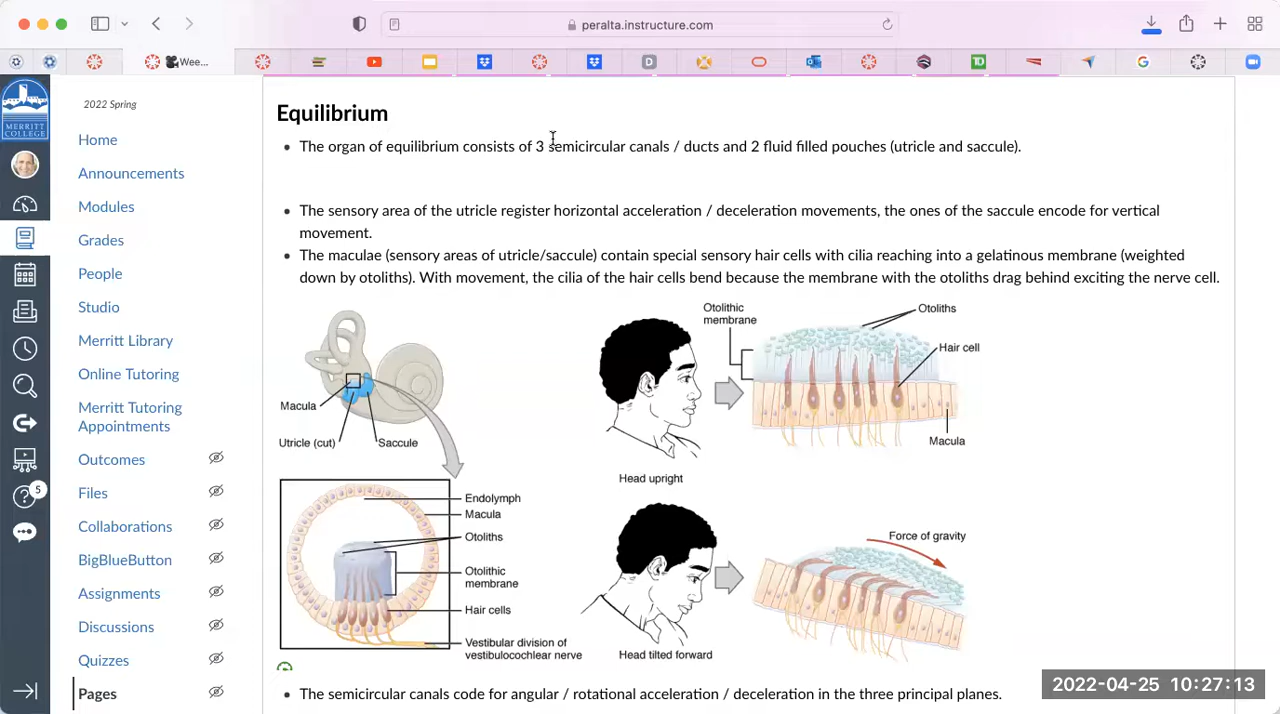 peralta.instructure.com
Wee...
MERRITT
COLLEGE
5
2022 Spring
Home
Announcements
Modules
Grades
People
Studio
Merritt Library
Online Tutoring
Merritt Tutoring
Appointments
Outcomes
Files
Collaborations
BigBlueButton
Assignments
Discussions
Quizzes
Pages
Equilibrium
• The organ of equilibrium consists of 3 semicircular canals / ducts and 2 fluid filled pouches (utricle and saccule).
• The sensory area of the utricle register horizontal acceleration / deceleration movements, the ones of the saccule encode for vertical
movement.
• The maculae (sensory areas of utricle/saccule) contain special sensory hair cells with cilia reaching into a gelatinous membrane (weighted
down by otoliths). With movement, the cilia of the hair cells bend because the membrane with the otoliths drag behind exciting the nerve cell.
Macula
Utricle (cut)
Saccule
Endolymph
Macula
Otoliths
Otolithic
membrane
Hair cells
Vestibular division of
vestibulocochlear nerve
Otolithic
membrane
Otoliths
Hair cell
Macula
Head upright
Force of gravity
Head tilted forward
• The semicircular canals code for angular / rotational acceleration / deceleration in the three principal planes.
2022-04-25 10:27:13